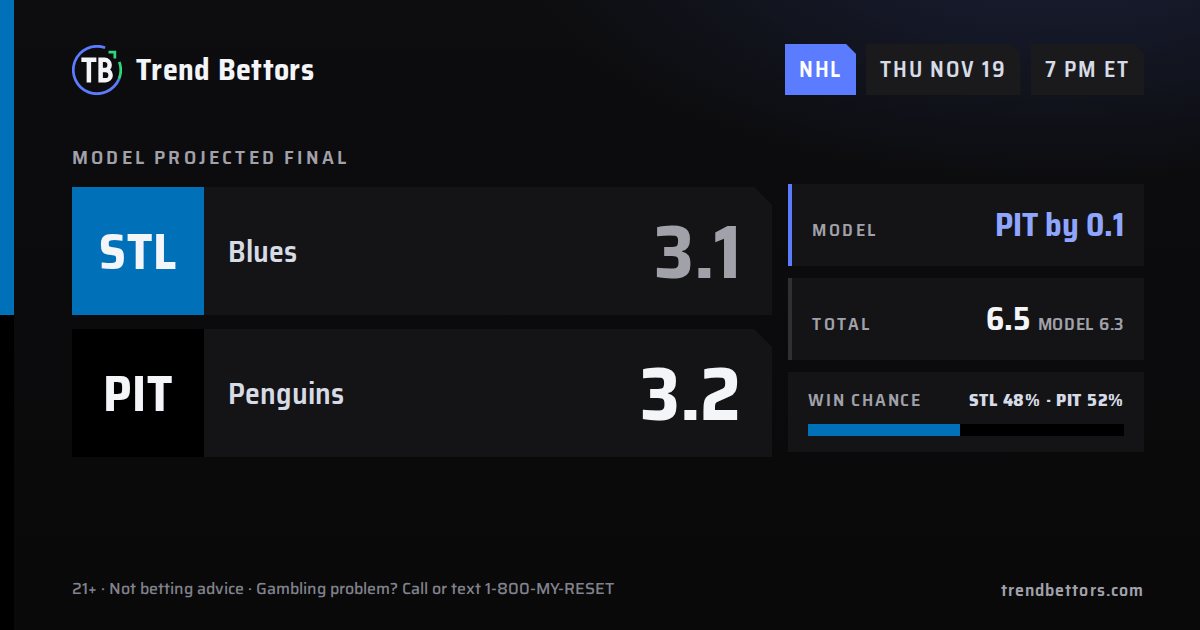 TB Trend Bettors
NHL
THU NOV 19
7 PM ET
MODEL PROJECTED FINAL
STL Blues 3.1
PIT Penguins 3.2
MODEL PIT by 0.1
TOTAL 6.5 MODEL 6.3
WIN CHANCE STL 48% · PIT 52%
21+ · Not betting advice · Gambling problem? Call or text 1-800-MY-RESET
trendbettors.com